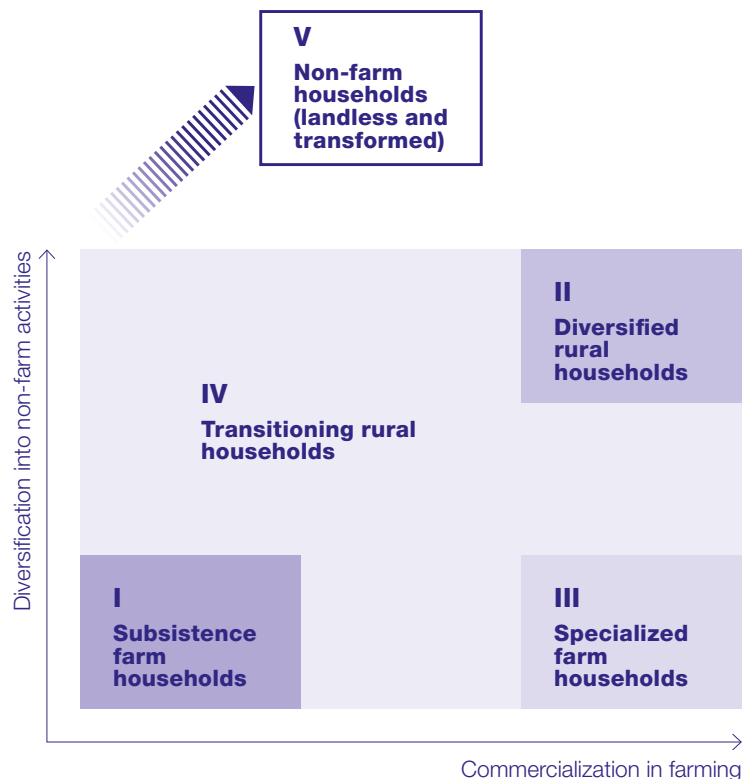 V
Non-farm
households
(landless and
transformed)
Diversification into non-farm activities
II
Diversified
rural
households
IV
Transitioning rural
households
I
Subsistence
farm
households
III
Specialized
farm
households
Commercialization in farming